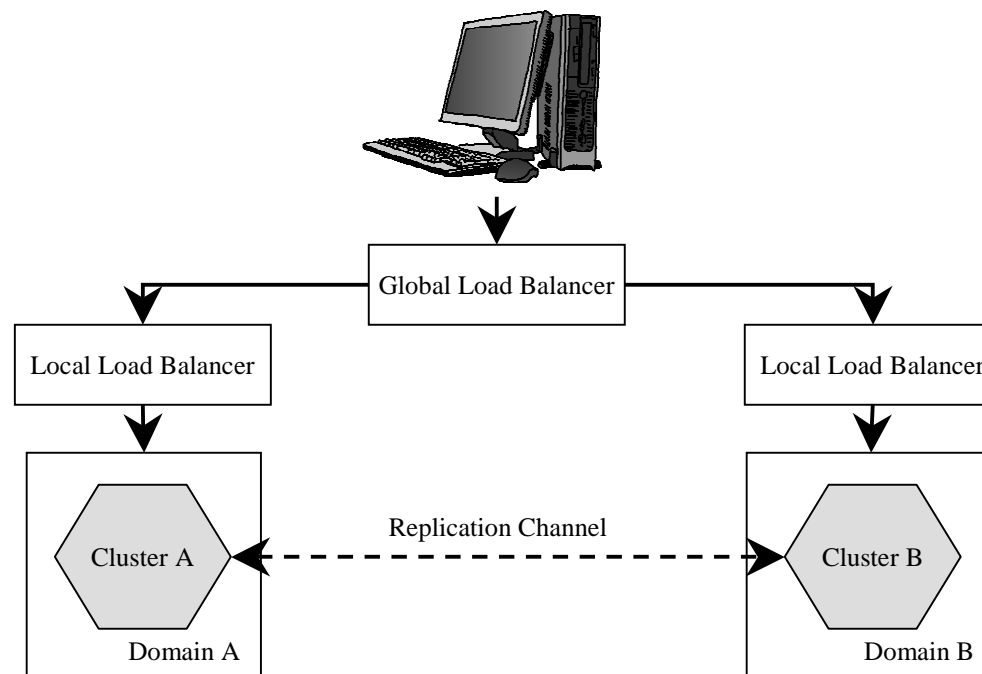 Global Load Balancer
Local Load Balancer
Local Load Balancer
Replication Channel
Cluster A
Cluster B
Domain A
Domain B